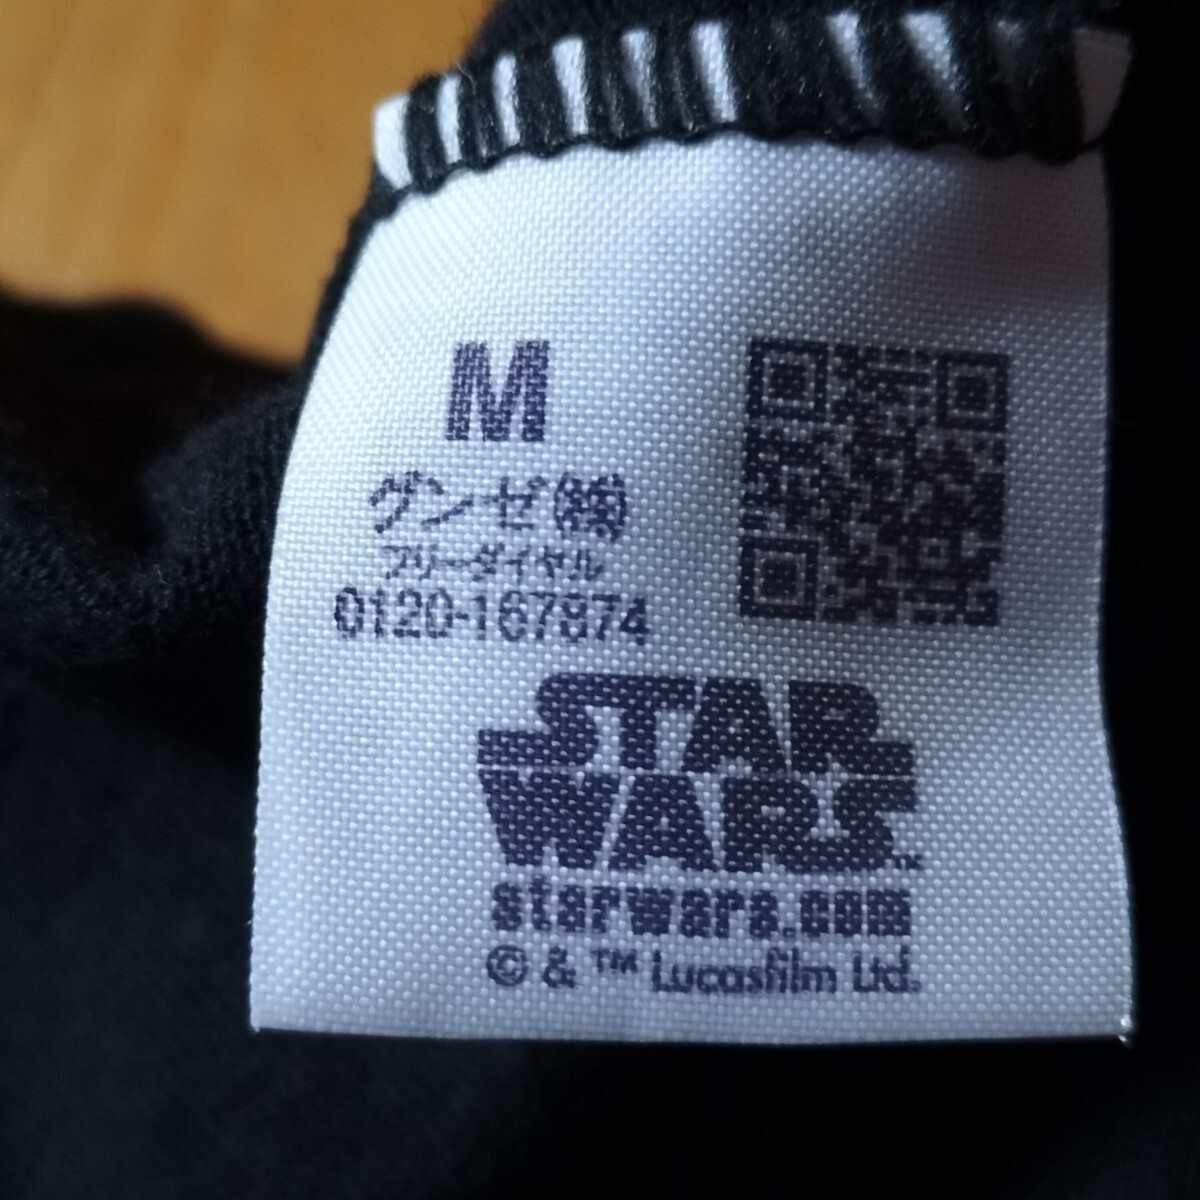 M
グンゼ㈱
フリーダイヤル
0120-167874
STAR
WARS™
starwars.com
© & ™ Lucasfilm Ltd.